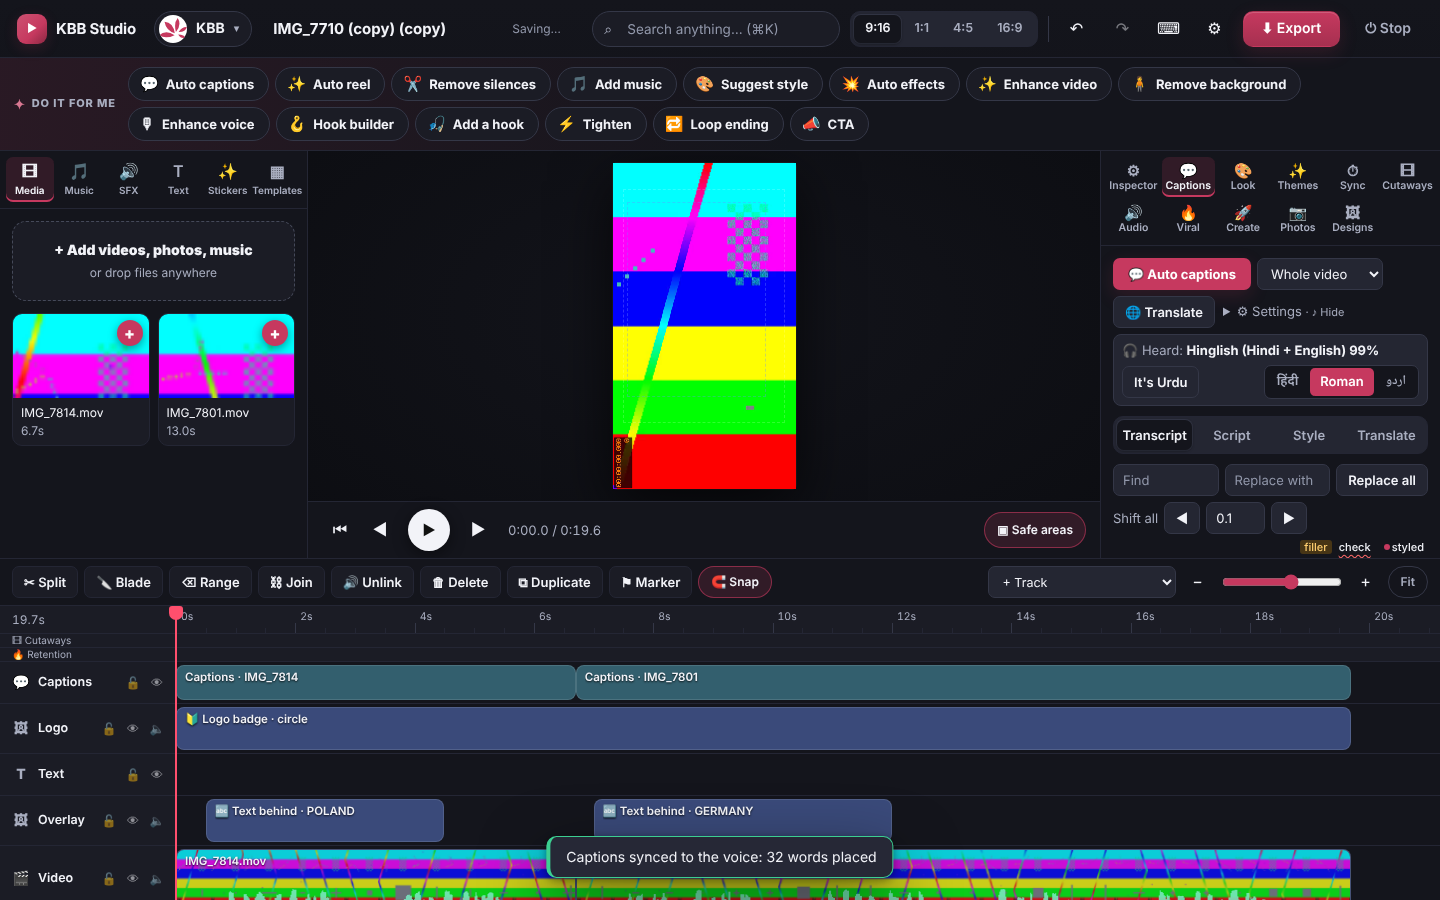 KBB Studio
KBB
IMG_7710 (copy) (copy)
Saving...
Search anything... (⌘K)
9:16 1:1 4:5 16:9
Export
Stop
DO IT FOR ME
Auto captions
Auto reel
Remove silences
Add music
Suggest style
Auto effects
Enhance video
Remove background
Enhance voice
Hook builder
Add a hook
Tighten
Loop ending
CTA
Media Music SFX Text Stickers Templates
+ Add videos, photos, music
or drop files anywhere
IMG_7814.mov
6.7s
IMG_7801.mov
13.0s
0:00.0 / 0:19.6
Safe areas
Inspector Captions Look Themes Sync Cutaways
Audio Viral Create Photos Designs
Auto captions
Whole video
Translate
Settings · ♪ Hide
Heard: Hinglish (Hindi + English) 99%
It's Urdu
हिंदी Roman اردو
Transcript Script Style Translate
Find
Replace with
Replace all
Shift all
0.1
filler check styled
Split
Blade
Range
Join
Unlink
Delete
Duplicate
Marker
Snap
+ Track
Fit
19.7s
0s 2s 4s 6s 8s 10s 12s 14s 16s 18s 20s
Cutaways
Retention
Captions
Captions · IMG_7814
Captions · IMG_7801
Logo
Logo badge · circle
T Text
Overlay
Text behind · POLAND
Text behind · GERMANY
Captions synced to the voice: 32 words placed
Video
IMG_7814.mov